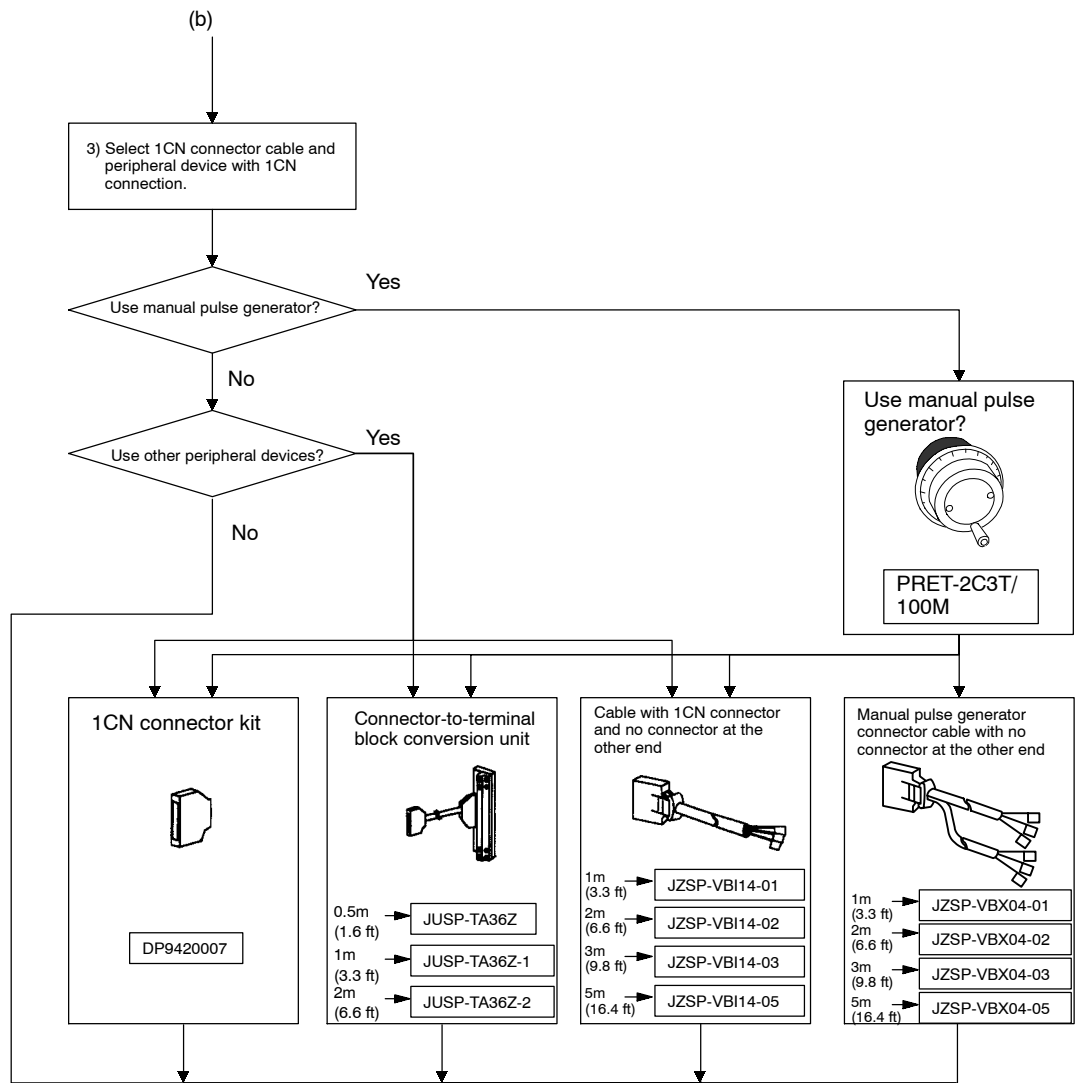 (b)
3) Select 1CN connector cable and
peripheral device with 1CN
connection.
Use manual pulse generator?
Yes
No
Use other peripheral devices?
Yes
No
Use manual pulse
generator?
PRET-2C3T/
100M
1CN connector kit
DP9420007
Connector-to-terminal
block conversion unit
0.5m
(1.6 ft)
JUSP-TA36Z
1m
(3.3 ft)
JUSP-TA36Z-1
2m
(6.6 ft)
JUSP-TA36Z-2
Cable with 1CN connector
and no connector at the
other end
1m
(3.3 ft)
JZSP-VBI14-01
2m
(6.6 ft)
JZSP-VBI14-02
3m
(9.8 ft)
JZSP-VBI14-03
5m
(16.4 ft)
JZSP-VBI14-05
Manual pulse generator
connector cable with no
connector at the other end
1m
(3.3 ft)
JZSP-VBX04-01
2m
(6.6 ft)
JZSP-VBX04-02
3m
(9.8 ft)
JZSP-VBX04-03
5m
(16.4 ft)
JZSP-VBX04-05